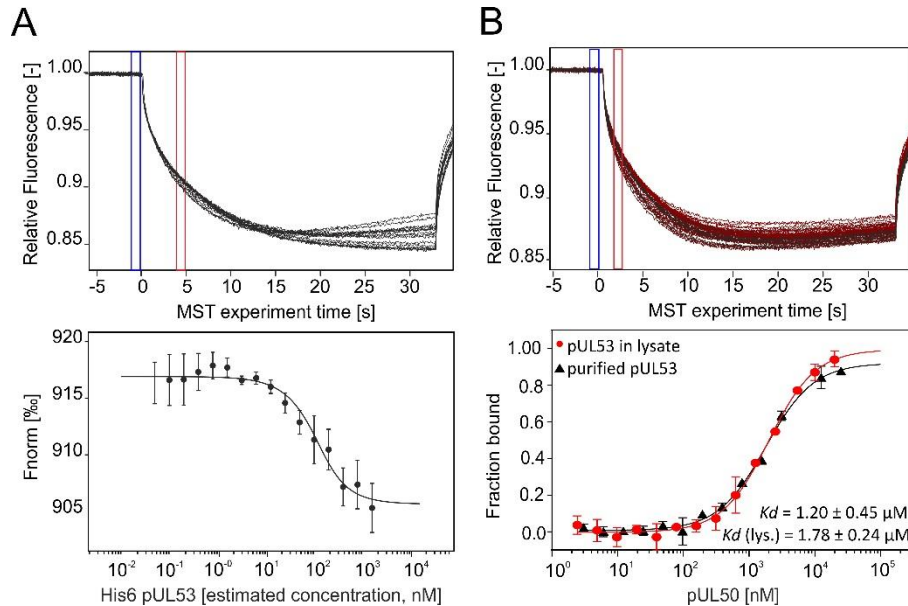 A
Relative Fluorescence [-]
1.00
0.95
0.9
0.85
-5 0 5 10 15 20 25 30
MST experiment time [s]
Fnorm [‰]
920
915
910
905
10⁻² 10⁻¹ 10⁰ 10¹ 10² 10³ 10⁴
His6 pUL53 [estimated concentration, nM]
B
Relative Fluorescence [-]
1.00
0.95
0.90
0.85
-5 0 5 10 15 20 25 30
MST experiment time [s]
Fraction bound
1.00
0.8
0.6
0.4
0.2
0.0
pUL53 in lysate
purified pUL53
Kd = 1.20 ± 0.45 µM
Kd (lys.) = 1.78 ± 0.24 µM
10⁰ 10¹ 10² 10³ 10⁴ 10⁵
pUL50 [nM]